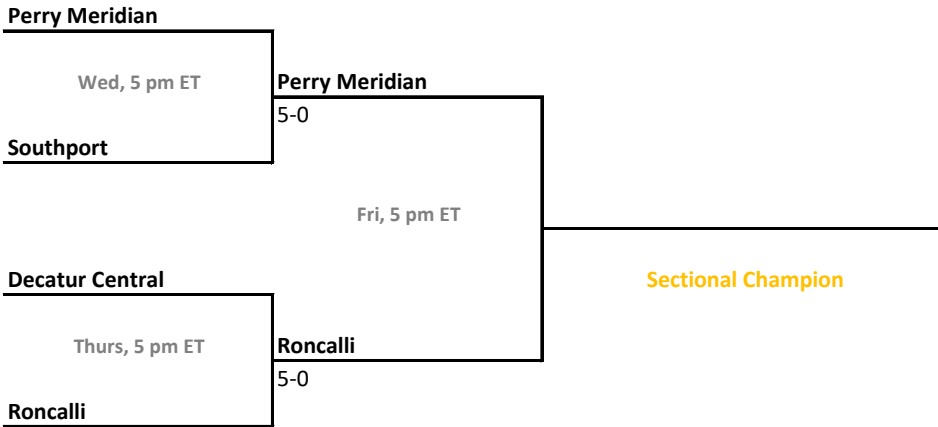 Perry Meridian
Wed, 5 pm ET
Perry Meridian
5-0
Southport
Fri, 5 pm ET
Decatur Central
Sectional Champion
Thurs, 5 pm ET
Roncalli
5-0
Roncalli